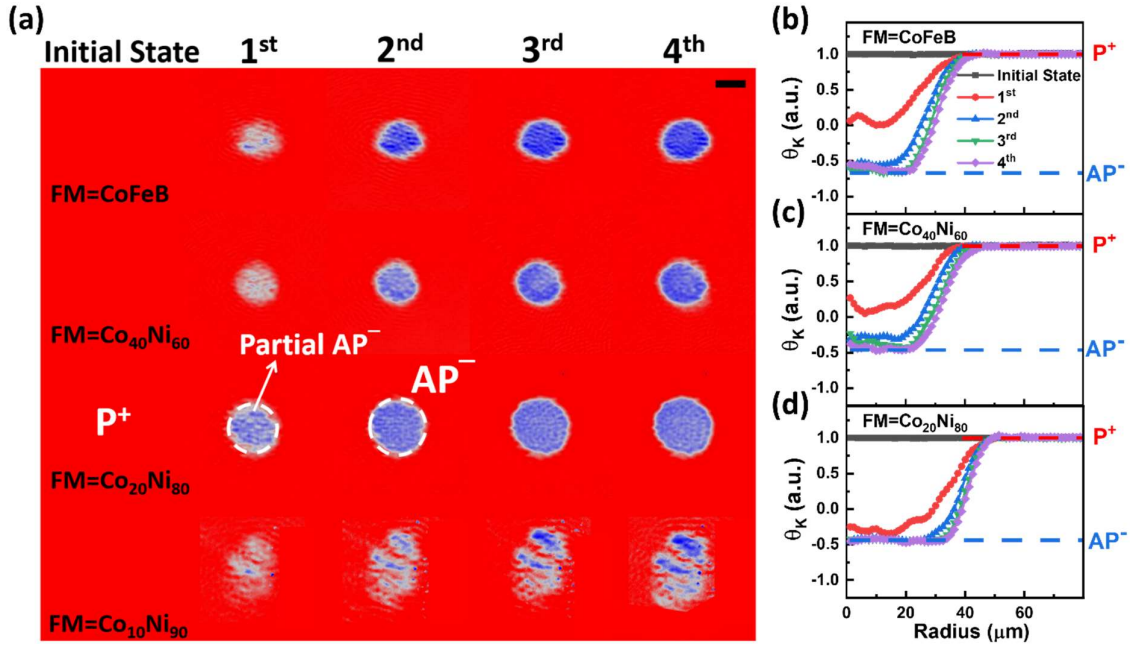 (a)
Initial State 1ˢᵗ 2ⁿᵈ 3ʳᵈ 4ᵗʰ
FM=CoFeB
FM=Co₄₀Ni₆₀
Partial AP⁻
AP⁻
P⁺
FM=Co₂₀Ni₈₀
FM=Co₁₀Ni₉₀
(b)
FM=CoFeB
P⁺
Initial State
1ˢᵗ
2ⁿᵈ
3ʳᵈ
4ᵗʰ
1.0
0.5
0.0
-0.5
-1.0
θ_K (a.u.)
AP⁻
(c)
FM=Co₄₀Ni₆₀
P⁺
1.0
0.5
0.0
-0.5
-1.0
θ_K (a.u.)
AP⁻
(d)
FM=Co₂₀Ni₈₀
P⁺
1.0
0.5
0.0
-0.5
-1.0
θ_K (a.u.)
AP⁻
0 20 40 60
Radius (μm)